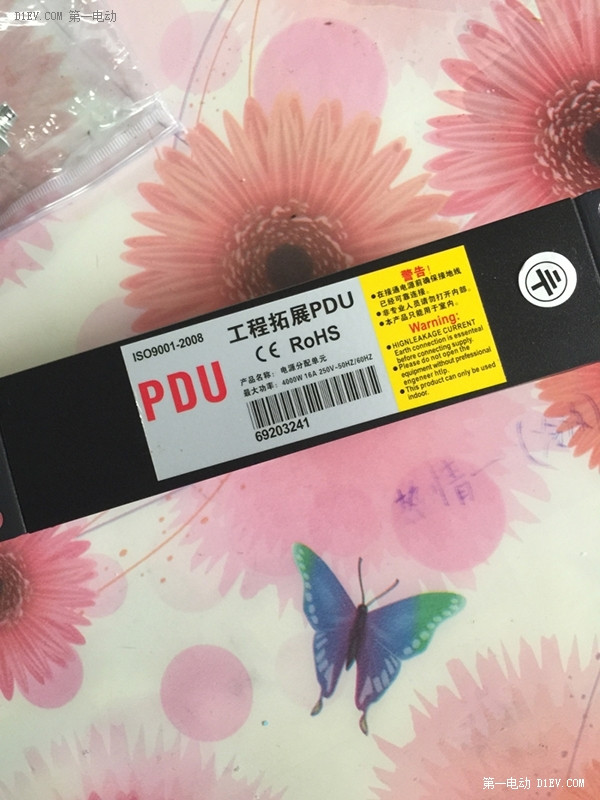 D1EV.COM 第一电动
ISO9001-2008
PDU
工程拓展PDU
CE RoHS
产品名称: 电源分配单元
最大功率: 4000W 16A 250V~50HZ/60HZ
69203241
警告!
●在接通电源前确保接地线
已经可靠连接。
●非专业人员请勿打开内部.
●本产品只能用于室内。
Warning:
●HIGNLEAKAGE CURRENT
Earth connection is essenteal
before connecting supply.
●Please do not open the
equipment without professional
engeneer htlp.
●This product can only be used
indoor.
热情一
第一电动 D1EV.COM